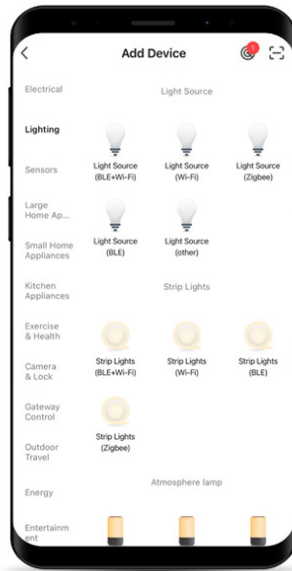 Add Device
1
Electrical
Lighting
Sensors
Large
Home Ap...
Small Home
Appliances
Kitchen
Appliances
Exercise
& Health
Camera
& Lock
Gateway
Control
Outdoor
Travel
Energy
Entertainm
ent
Light Source
Light Source
(BLE+Wi-Fi)
Light Source
(Wi-Fi)
Light Source
(Zigbee)
Light Source
(BLE)
Light Source
(other)
Strip Lights
Strip Lights
(BLE+Wi-Fi)
Strip Lights
(Wi-Fi)
Strip Lights
(BLE)
Strip Lights
(Zigbee)
Atmosphere lamp